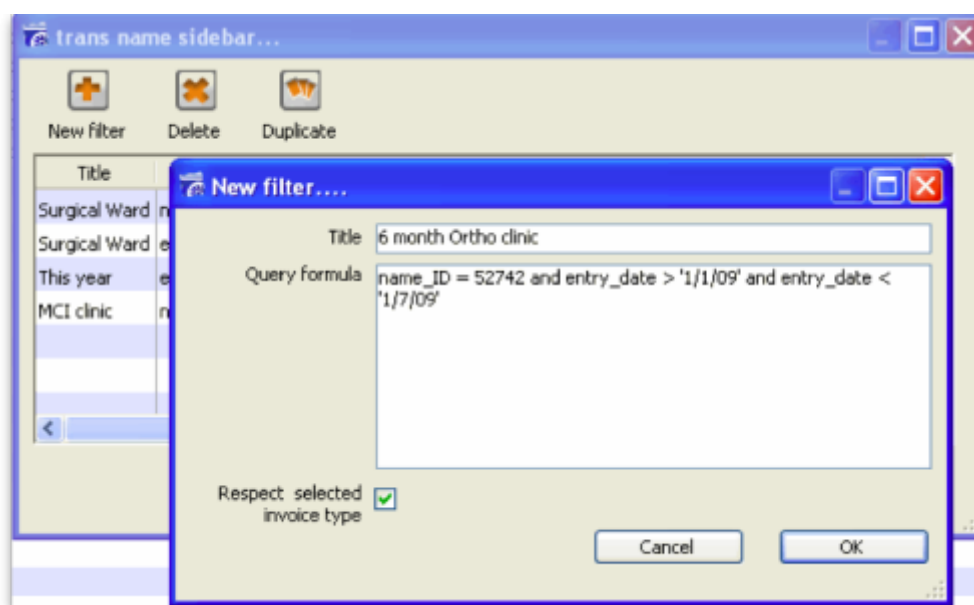 trans name sidebar...
New filter Delete Duplicate
Title
Surgical Ward n
Surgical Ward e
This year e
MCI clinic n
New filter....
Title 6 month Ortho clinic
Query formula name_ID = 52742 and entry_date > '1/1/09' and entry_date <
'1/7/09'
Respect selected
invoice type
Cancel OK